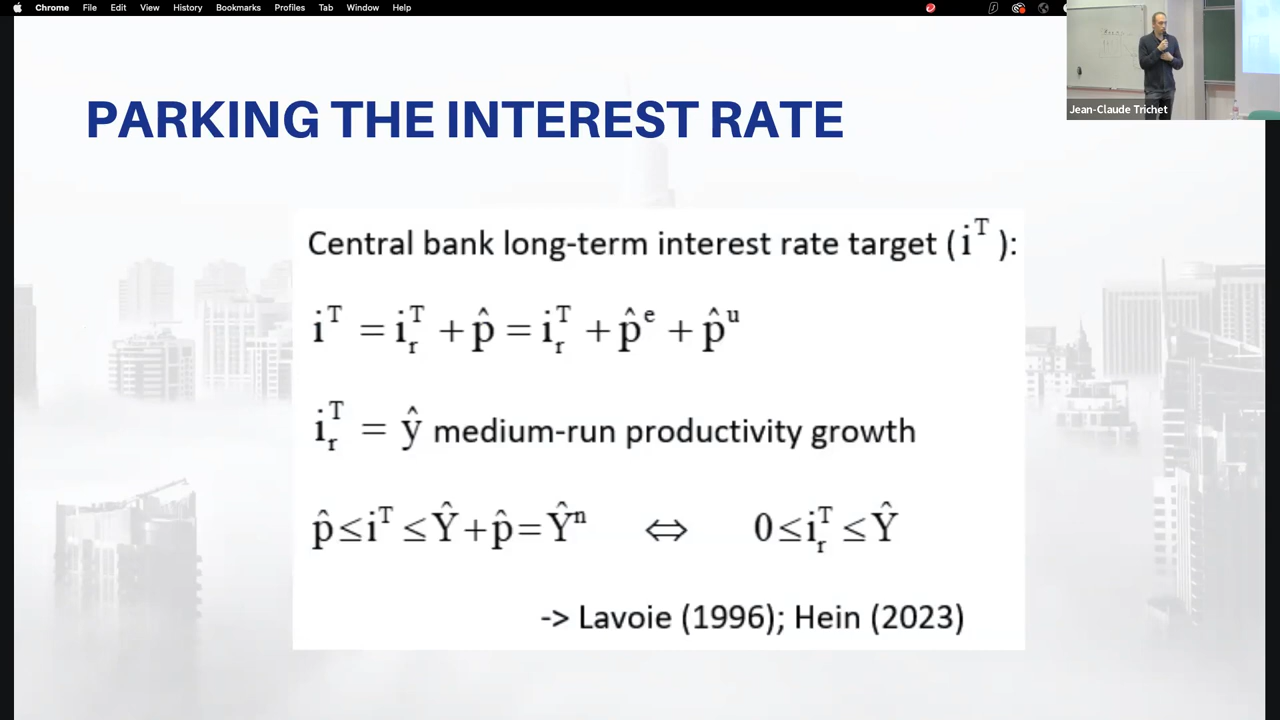 Chrome File Edit View History Bookmarks Profiles Tab Window Help
Jean-Claude Trichet
PARKING THE INTEREST RATE
Central bank long-term interest rate target (i^T):
i^T = i_r^T + p̂ = i_r^T + p̂^e + p̂^u
i_r^T = ŷ medium-run productivity growth
p̂ ≤ i^T ≤ Ŷ + p̂ = Ŷ^n ⇔ 0 ≤ i_r^T ≤ Ŷ
-> Lavoie (1996); Hein (2023)